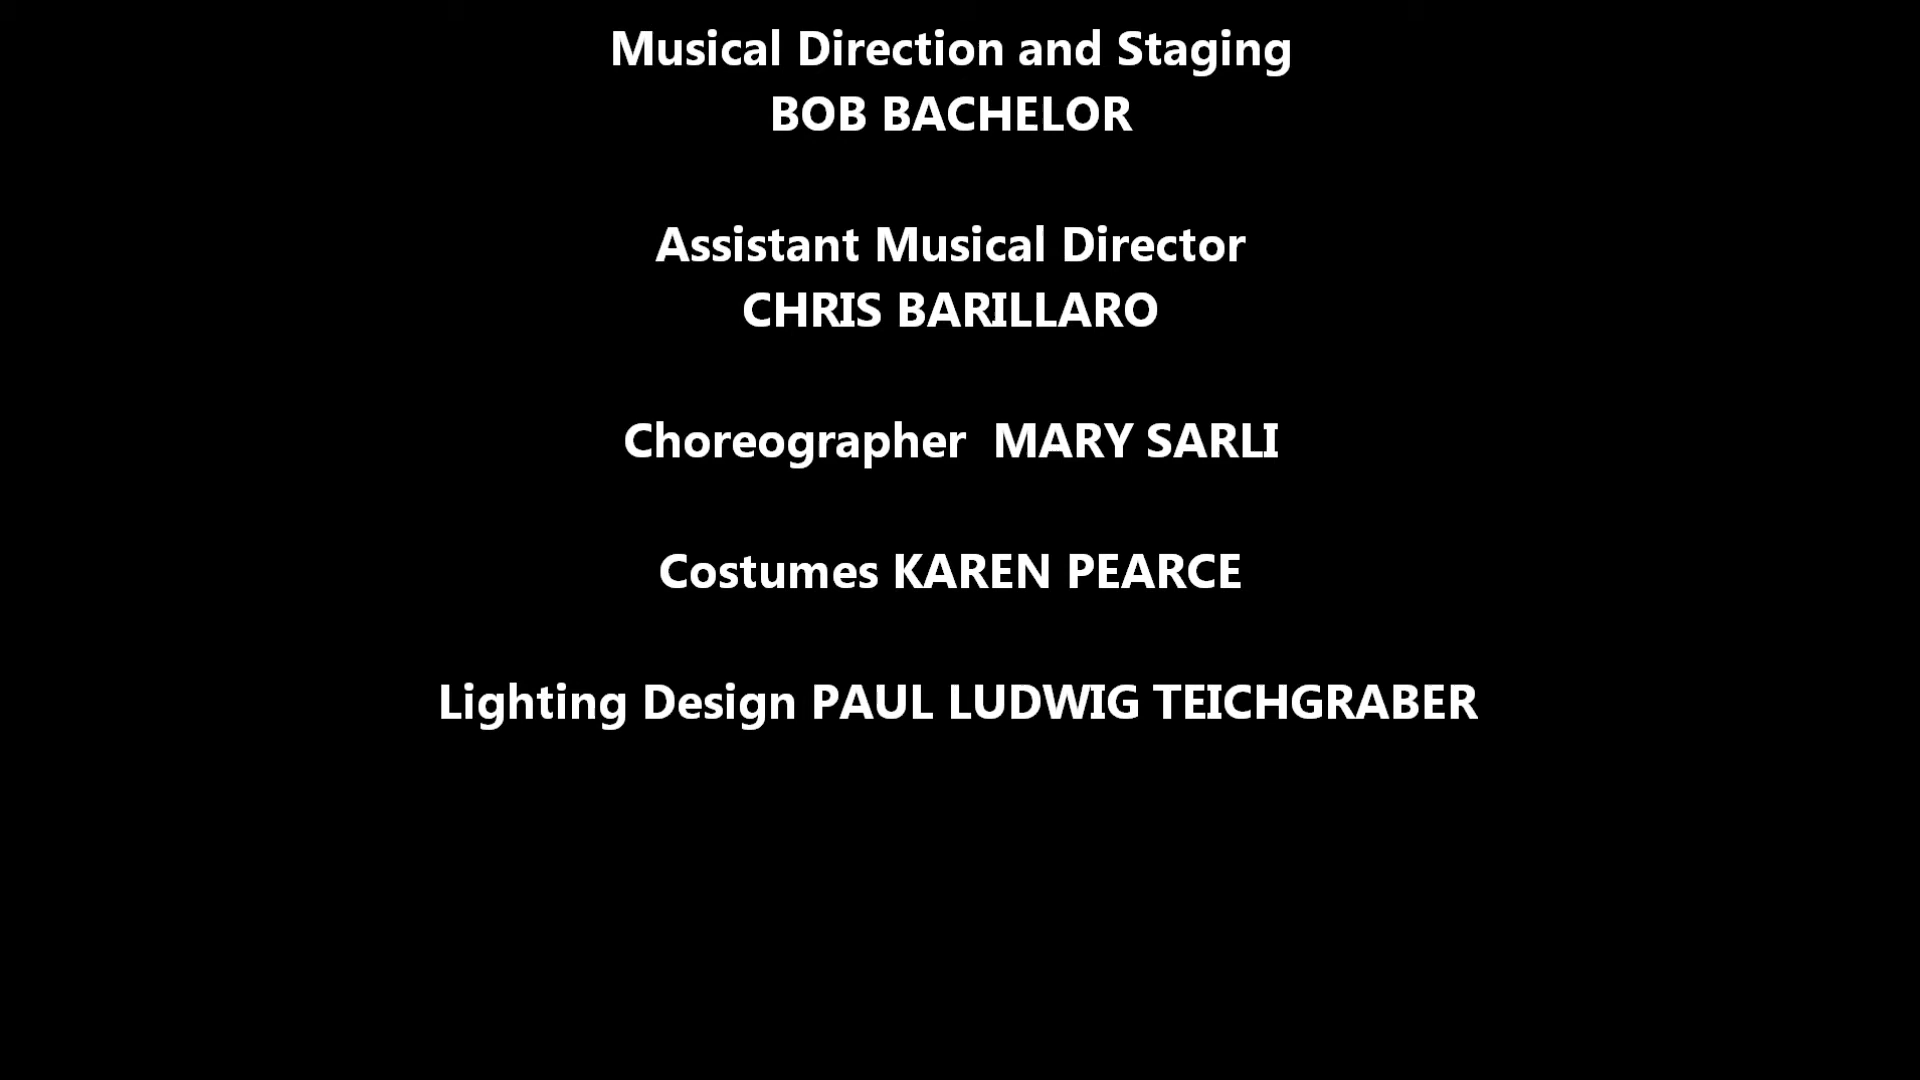 Musical Direction and Staging
BOB BACHELOR
Assistant Musical Director
CHRIS BARILLARO
Choreographer  MARY SARLI
Costumes KAREN PEARCE
Lighting Design PAUL LUDWIG TEICHGRABER